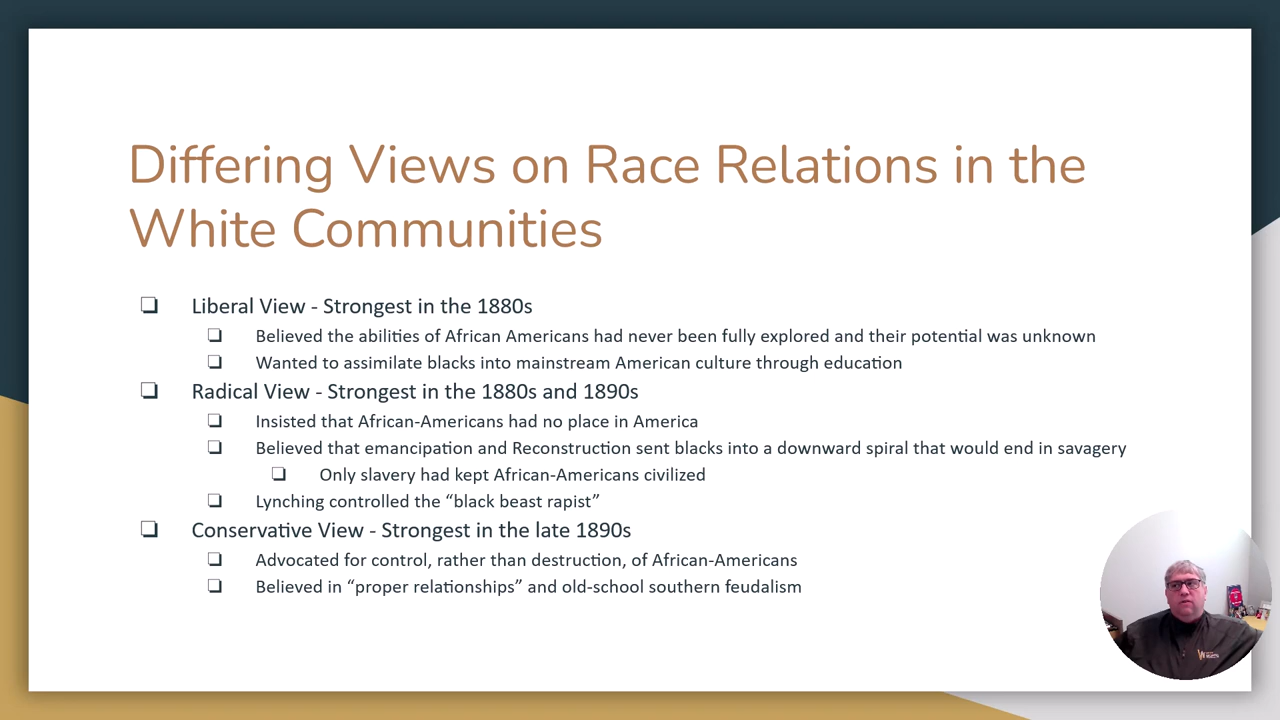 Differing Views on Race Relations in the
White Communities
❏ Liberal View - Strongest in the 1880s
❏ Believed the abilities of African Americans had never been fully explored and their potential was unknown
❏ Wanted to assimilate blacks into mainstream American culture through education
❏ Radical View - Strongest in the 1880s and 1890s
❏ Insisted that African-Americans had no place in America
❏ Believed that emancipation and Reconstruction sent blacks into a downward spiral that would end in savagery
❏ Only slavery had kept African-Americans civilized
❏ Lynching controlled the “black beast rapist”
❏ Conservative View - Strongest in the late 1890s
❏ Advocated for control, rather than destruction, of African-Americans
❏ Believed in “proper relationships” and old-school southern feudalism